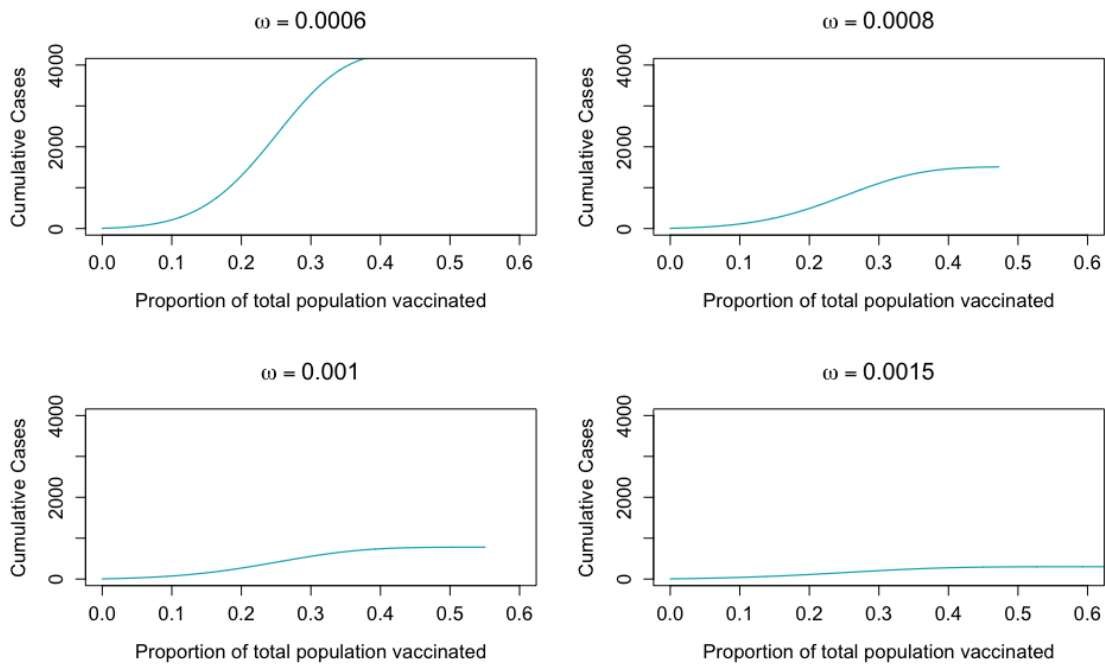 ω = 0.0006
Cumulative Cases
0 2000 4000
0.0 0.1 0.2 0.3 0.4 0.5 0.6
Proportion of total population vaccinated
ω = 0.0008
Cumulative Cases
0 2000 4000
0.0 0.1 0.2 0.3 0.4 0.5 0.6
Proportion of total population vaccinated
ω = 0.001
Cumulative Cases
0 2000 4000
0.0 0.1 0.2 0.3 0.4 0.5 0.6
Proportion of total population vaccinated
ω = 0.0015
Cumulative Cases
0 2000 4000
0.0 0.1 0.2 0.3 0.4 0.5 0.6
Proportion of total population vaccinated